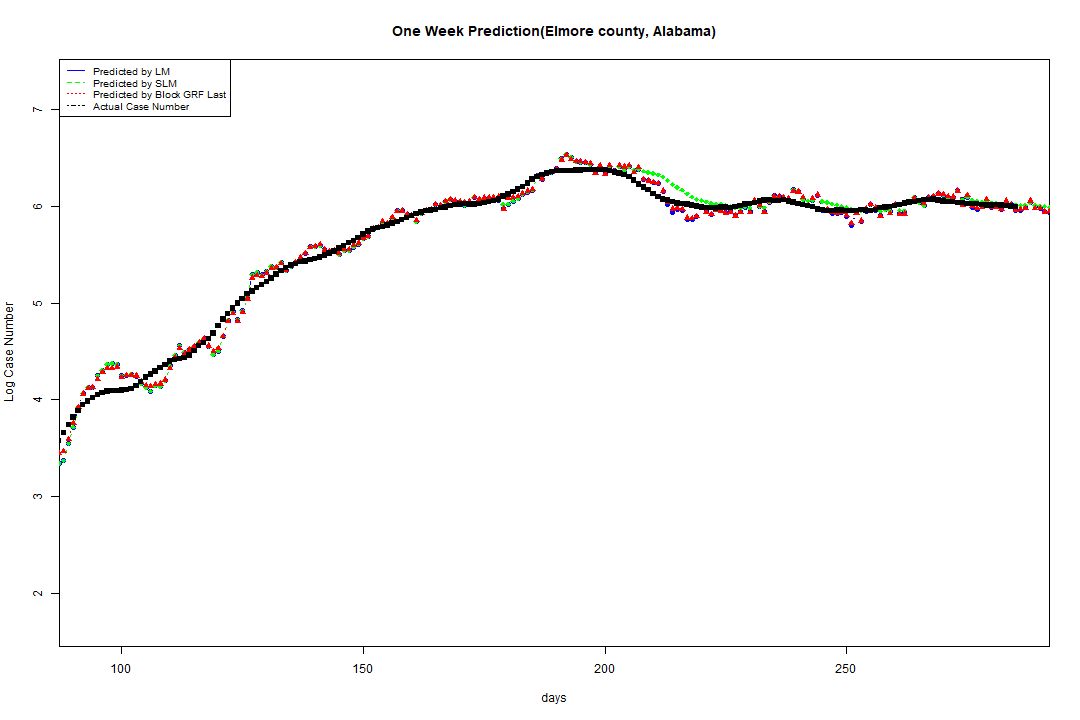 One Week Prediction(Elmore county, Alabama)
Predicted by LM
Predicted by SLM
Predicted by Block GRF Last
Actual Case Number
7
6
5
4
3
2
Log Case Number
100 150 200 250
days